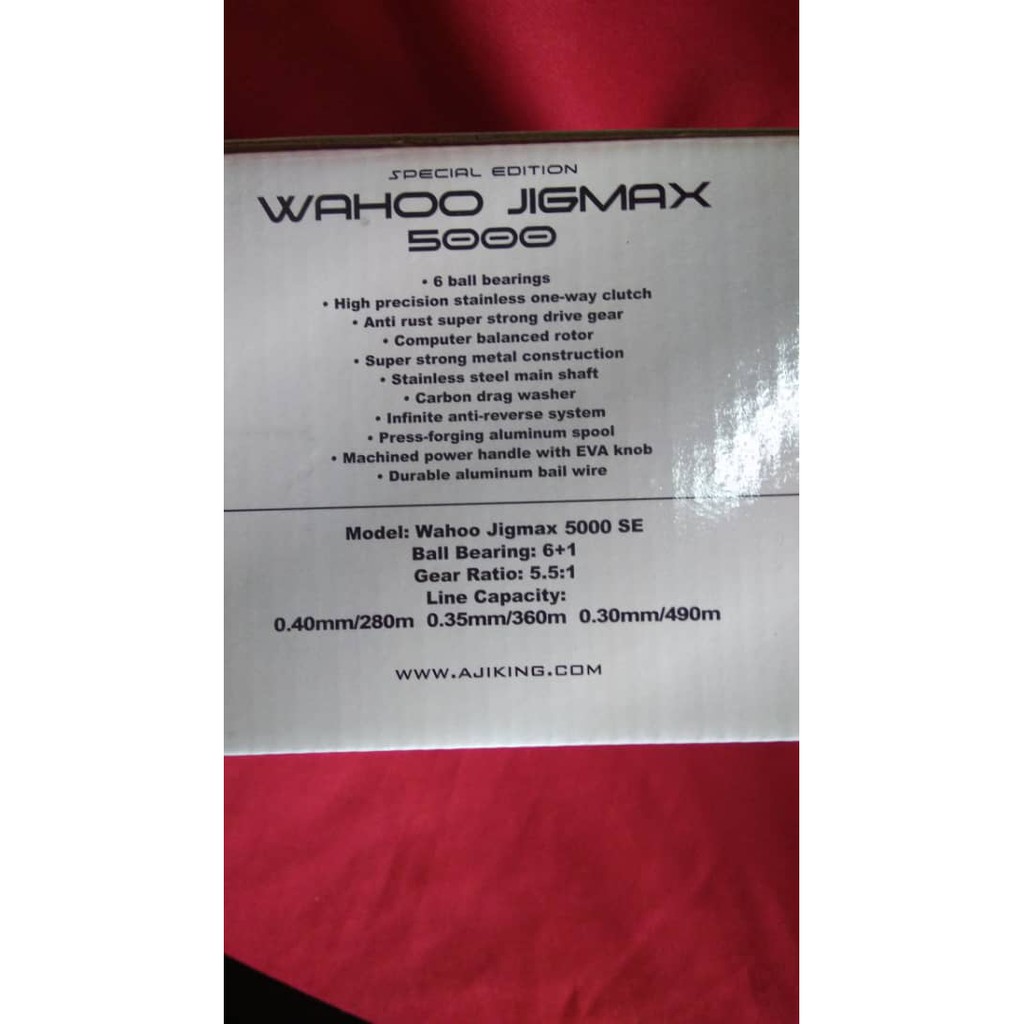 SPECIAL EDITION
WAHOO JIGMAX
5000
• 6 ball bearings
• High precision stainless one-way clutch
• Anti rust super strong drive gear
• Computer balanced rotor
• Super strong metal construction
• Stainless steel main shaft
• Carbon drag washer
• Infinite anti-reverse system
• Press-forging aluminum spool
• Machined power handle with EVA knob
• Durable aluminum bail wire
Model: Wahoo Jigmax 5000 SE
Ball Bearing: 6+1
Gear Ratio: 5.5:1
Line Capacity:
0.40mm/280m 0.35mm/360m 0.30mm/490m
WWW.AJIKING.COM